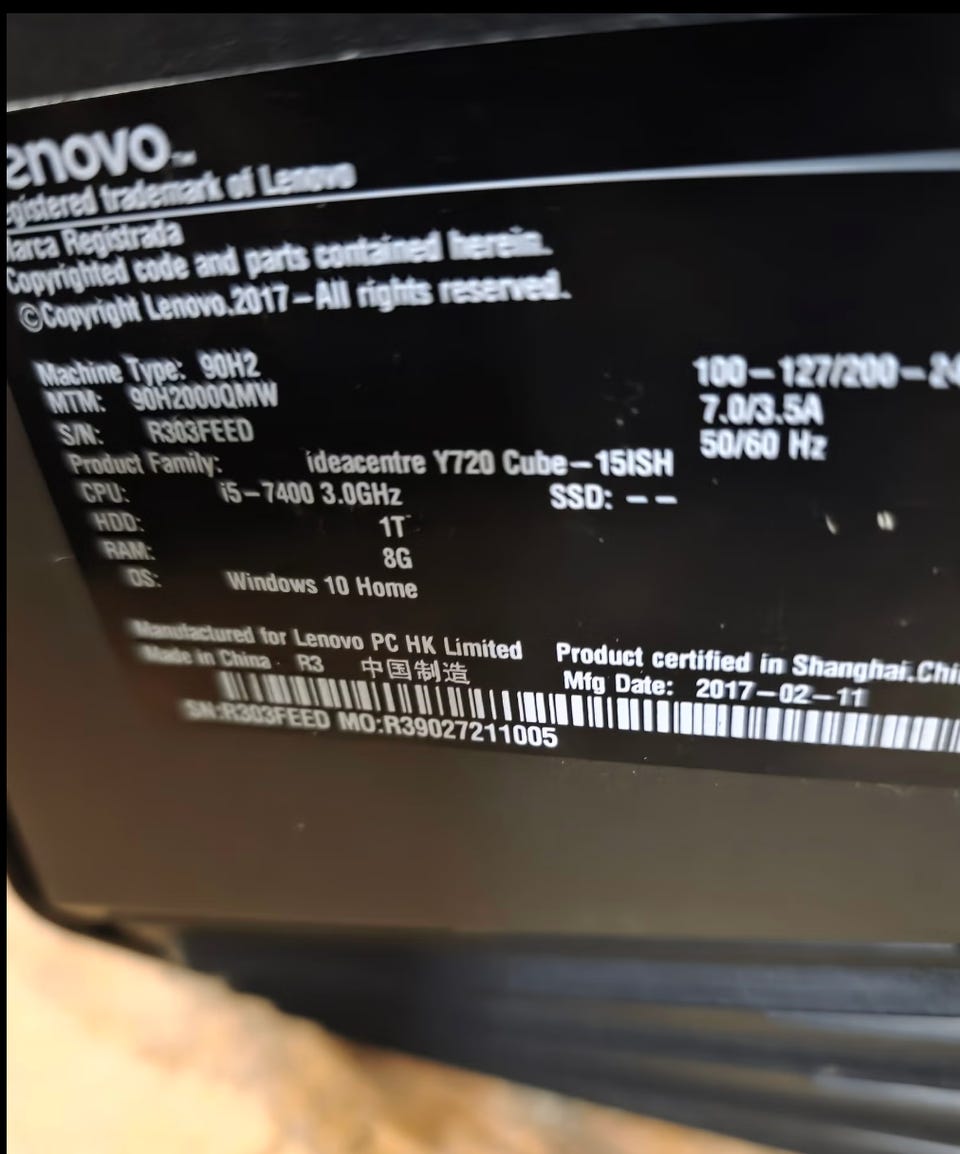 enovo™
egistered trademark of Lenovo
arca Registrada
Copyrighted code and parts contained herein.
©Copyright Lenovo.2017-All rights reserved.
Machine Type: 90H2
MTM: 90H2000QMW
S/N: R303FEED
Product Family: ideacentre Y720 Cube-15ISH
CPU: i5-7400 3.0GHz SSD: --
HDD: 1T
RAM: 8G
OS: Windows 10 Home
100-127/200-24
7.0/3.5A
50/60 Hz
Manufactured for Lenovo PC HK Limited
Made in China R3 中国制造
Product certified in Shanghai.Chi
Mfg Date: 2017-02-11
SN:R303FEED MO:R39027211005